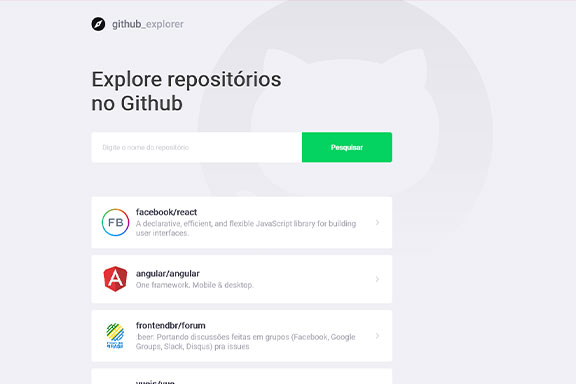 github_explorer
Explore repositórios
no Github
Digite o nome do repositório
Pesquisar
FB
facebook/react
A declarative, efficient, and flexible JavaScript library for building
user interfaces.
A
angular/angular
One framework. Mobile & desktop.
frontendbr/forum
:beer: Portando discussões feitas em grupos (Facebook, Google
Groups, Slack, Disqus) pra issues
vuejs/vue